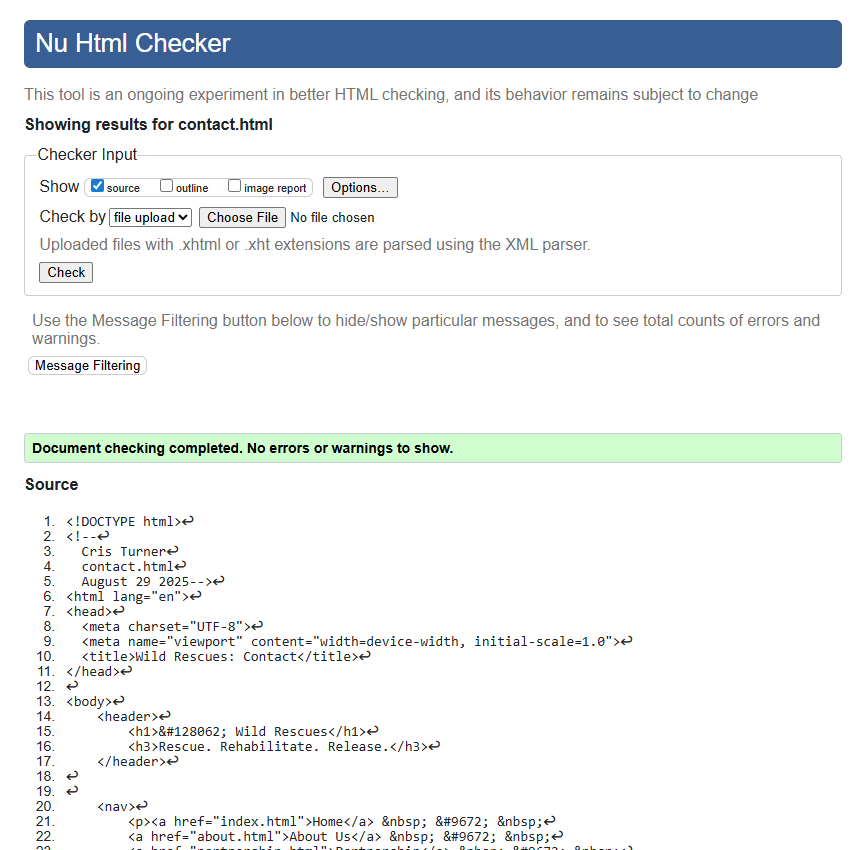 Nu Html Checker
This tool is an ongoing experiment in better HTML checking, and its behavior remains subject to change
Showing results for contact.html
Checker Input
Show source outline image report Options...
Check by file upload Choose File No file chosen
Uploaded files with .xhtml or .xht extensions are parsed using the XML parser.
Check
Use the Message Filtering button below to hide/show particular messages, and to see total counts of errors and
warnings.
Message Filtering
Document checking completed. No errors or warnings to show.
Source
1. <!DOCTYPE html>↩
2. <!--↩
3.   Cris Turner↩
4.   contact.html↩
5.   August 29 2025-->↩
6. <html lang="en">↩
7. <head>↩
8.   <meta charset="UTF-8">↩
9.   <meta name="viewport" content="width=device-width, initial-scale=1.0">↩
10.   <title>Wild Rescues: Contact</title>↩
11. </head>↩
12. ↩
13. <body>↩
14.     <header>↩
15.         <h1>&#128062; Wild Rescues</h1>↩
16.         <h3>Rescue. Rehabilitate. Release.</h3>↩
17.     </header>↩
18. ↩
19. ↩
20.     <nav>↩
21.         <p><a href="index.html">Home</a> &nbsp; &#9672; &nbsp;↩
22.         <a href="about.html">About Us</a> &nbsp; &#9672; &nbsp;↩